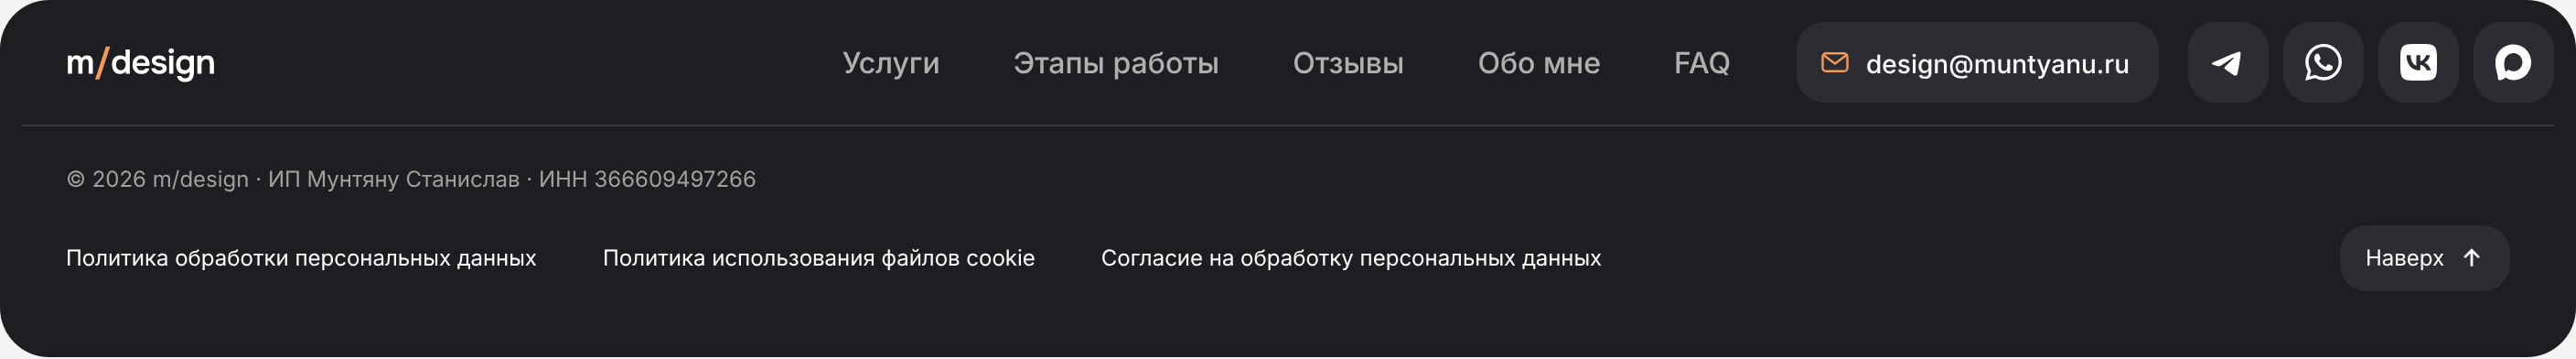 m/design
Услуги Этапы работы Отзывы Обо мне FAQ design@muntyanu.ru
© 2026 m/design · ИП Мунтяну Станислав · ИНН 366609497266
Политика обработки персональных данных Политика использования файлов cookie Согласие на обработку персональных данных Наверх ↑